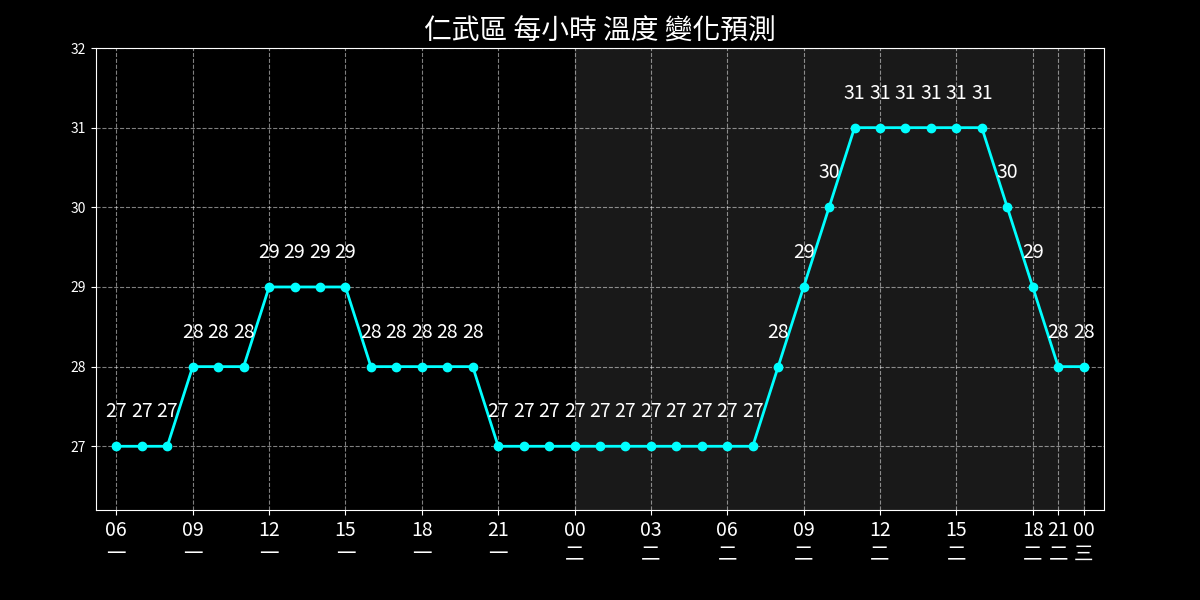 仁武區 每小時 溫度 變化預測
32
31
30
29
28
27
31 31 31 31 31 31
30 30
29 29 29 29 29 29
28 28 28 28 28 28 28 28 28 28 28
27 27 27 27 27 27 27 27 27 27 27 27 27 27
06 09 12 15 18 21 00 03 06 09 12 15 18 21 00
一 一 一 一 一 一 二 二 二 二 二 二 二 二 三